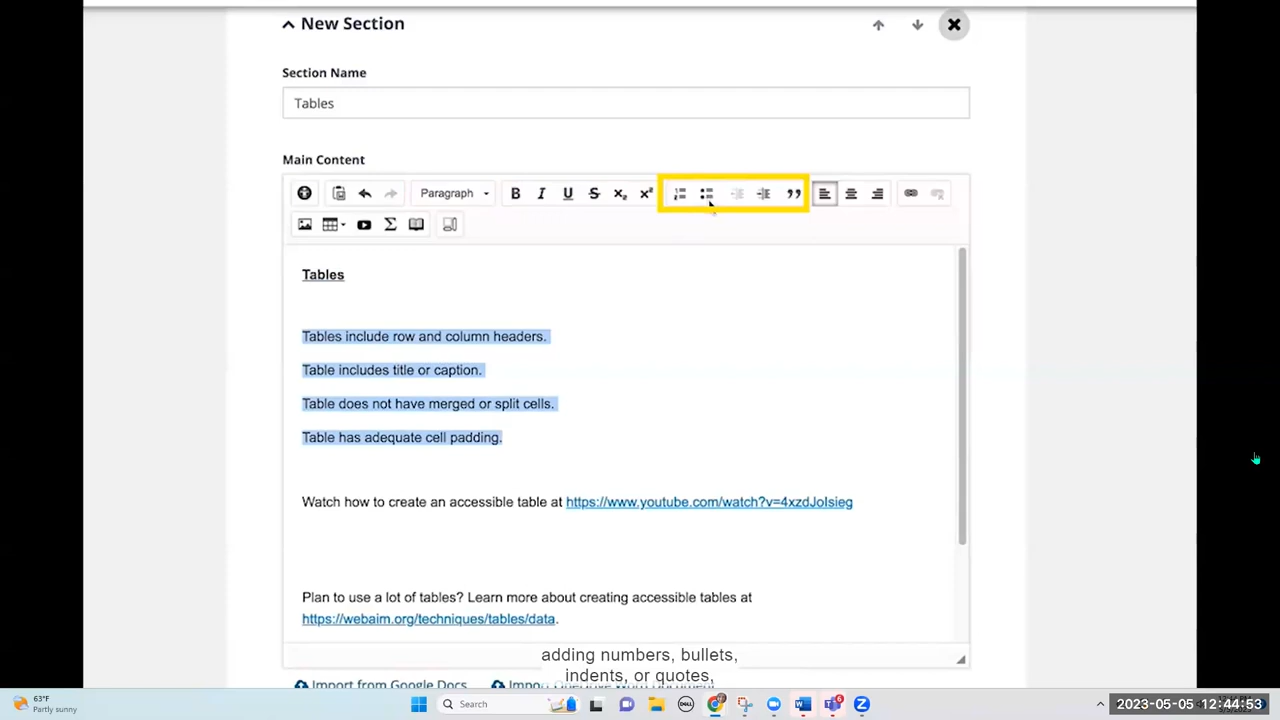 New Section
Section Name
Tables
Main Content
Paragraph
Tables
Tables include row and column headers.
Table includes title or caption.
Table does not have merged or split cells.
Table has adequate cell padding.
Watch how to create an accessible table at https://www.youtube.com/watch?v=4xzdJoIsieg
Plan to use a lot of tables? Learn more about creating accessible tables at
https://webaim.org/techniques/tables/data.
adding numbers, bullets,
indents, or quotes,
Import from Google Docs
63°F
Partly sunny
Search
2023-05-05 12:44:53